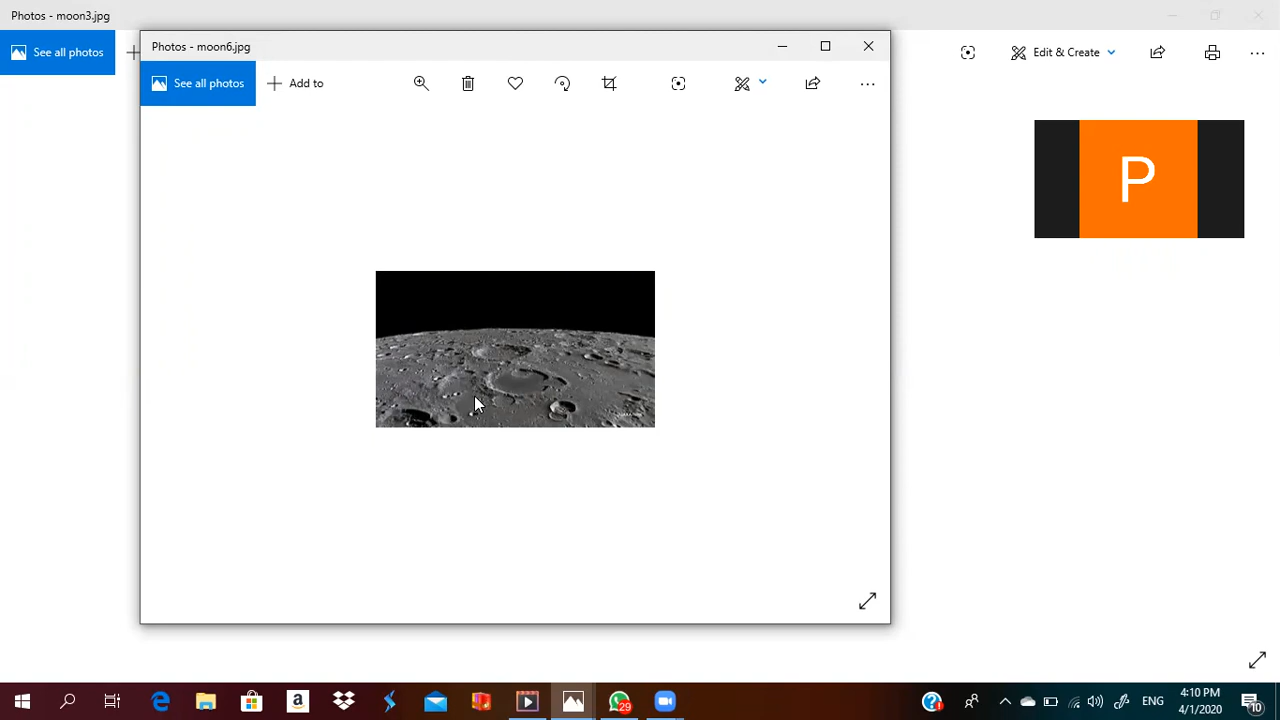 Photos - moon3.jpg
See all photos
Edit & Create
Photos - moon6.jpg
See all photos
Add to
P
29
ENG
4:10 PM
4/1/2020
10